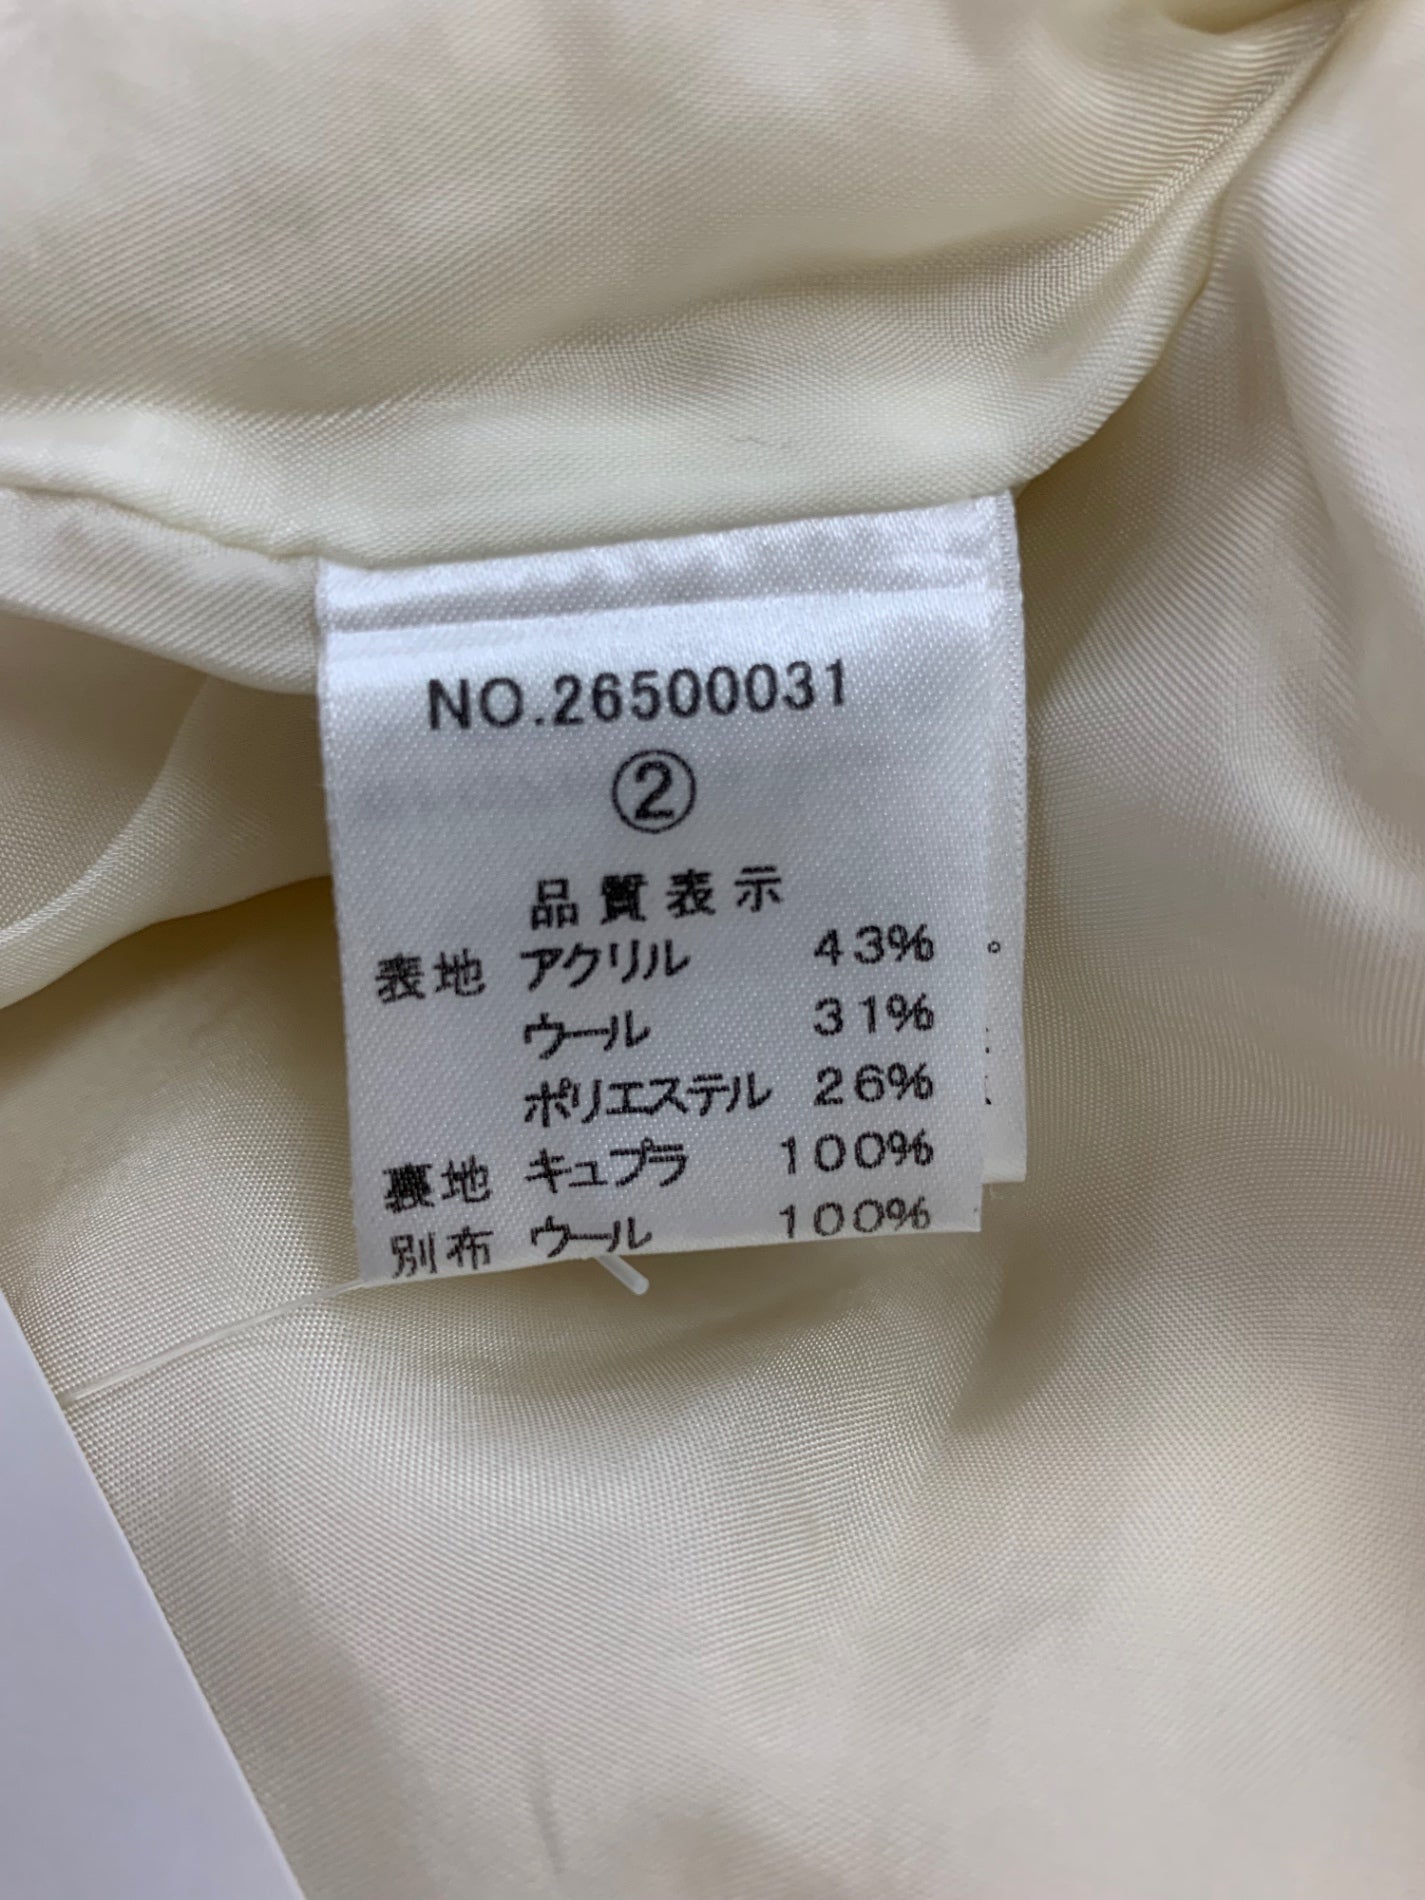 NO.26500031
②
品質表示
表地 アクリル 43%
ウール 31%
ポリエステル 26%
裏地 キュプラ 100%
別布 ウール 100%